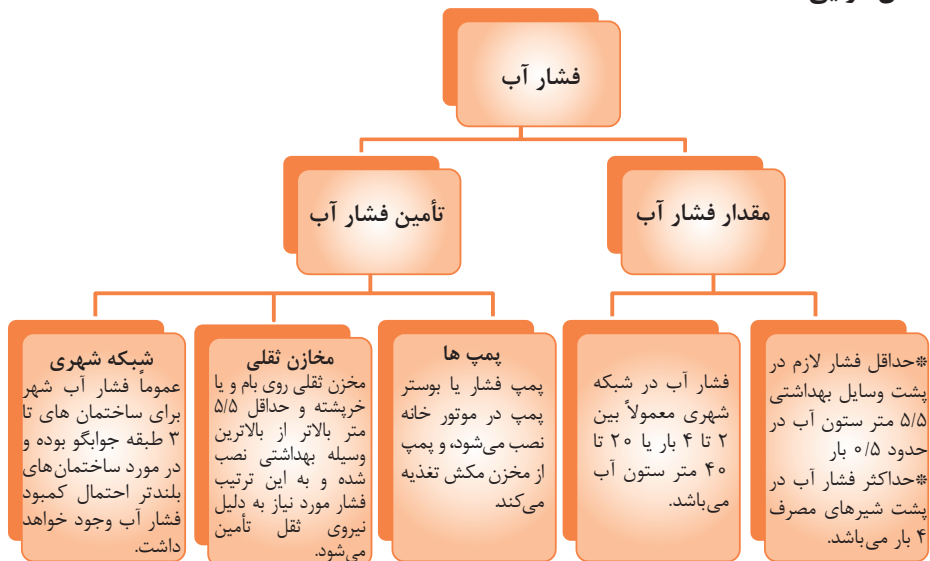 فشار آب
مقدار فشار آب
تأمین فشار آب
*حداقل فشار لازم در
پشت وسایل بهداشتی
۵/۵ متر ستون آب در
حدود ۰/۵ بار
*حداکثر فشار آب در
پشت شیرهای مصرف
۴ بار می‌باشد.
فشار آب در شبکه
شهری معمولاً بین
۲ تا ۴ بار یا ۲۰ تا
۴۰ متر ستون آب
می‌باشد.
پمپ ها
پمپ فشار یا بوستر
پمپ در موتور خانه
نصب می‌شود، و پمپ
از مخزن مکش تغذیه
می‌کند.
مخازن ثقلی
مخزن ثقلی روی بام و یا
خرپشته و حداقل ۵/۵
متر بالاتر از بالاترین
وسیله بهداشتی نصب
شده و به این ترتیب
فشار مورد نیاز به دلیل
نیروی ثقل تأمین
می‌شود.
شبکه شهری
عموماً فشار آب شهر
برای ساختمان های تا
۳ طبقه جوابگو بوده و
در مورد ساختمان‌های
بلندتر احتمال کمبود
فشار آب وجود خواهد
داشت.